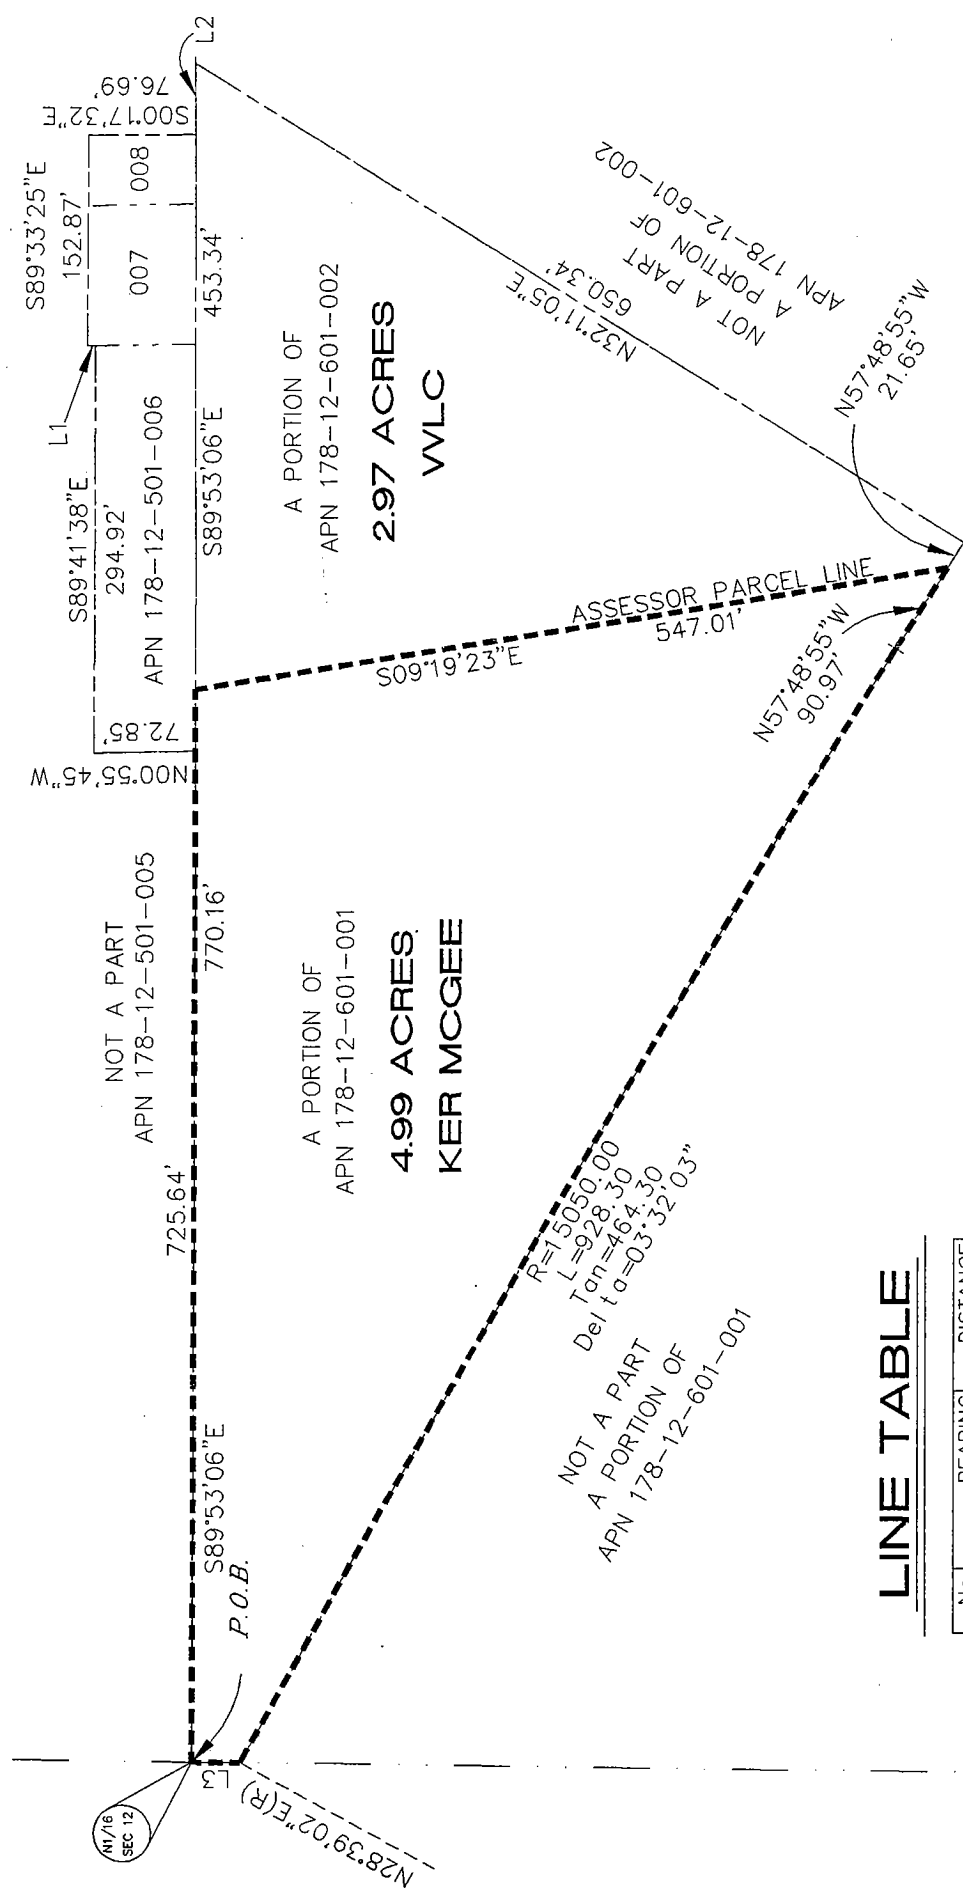 N1/16
SEC 12
P.O.B.
L3
N28°39'02"E(R)
S89°53'06"E
725.64'
770.16'
NOT A PART
APN 178-12-501-005
N00°55'45"W
72.85'
S89°41'38"E
294.92'
APN 178-12-501-006
L1
S89°33'25"E
152.87'
007
008
S00°17'32"E
76.69'
L2
S89°53'06"E
453.34'
A PORTION OF
APN 178-12-601-001
4.99 ACRES.
KER MCGEE
A PORTION OF
APN 178-12-601-002
2.97 ACRES
VVLC
S09°19'23"E
ASSESSOR PARCEL LINE
547.01'
N32°11'05"E
650.34'
NOT A PART
A PORTION OF
APN 178-12-601-002
N57°48'55"W
21.65'
N57°48'55"W
90.97'
R=15050.00
L=928.30
Tan=464.30
Delta=03°32'03"
NOT A PART
A PORTION OF
APN 178-12-601-001
LINE TABLE